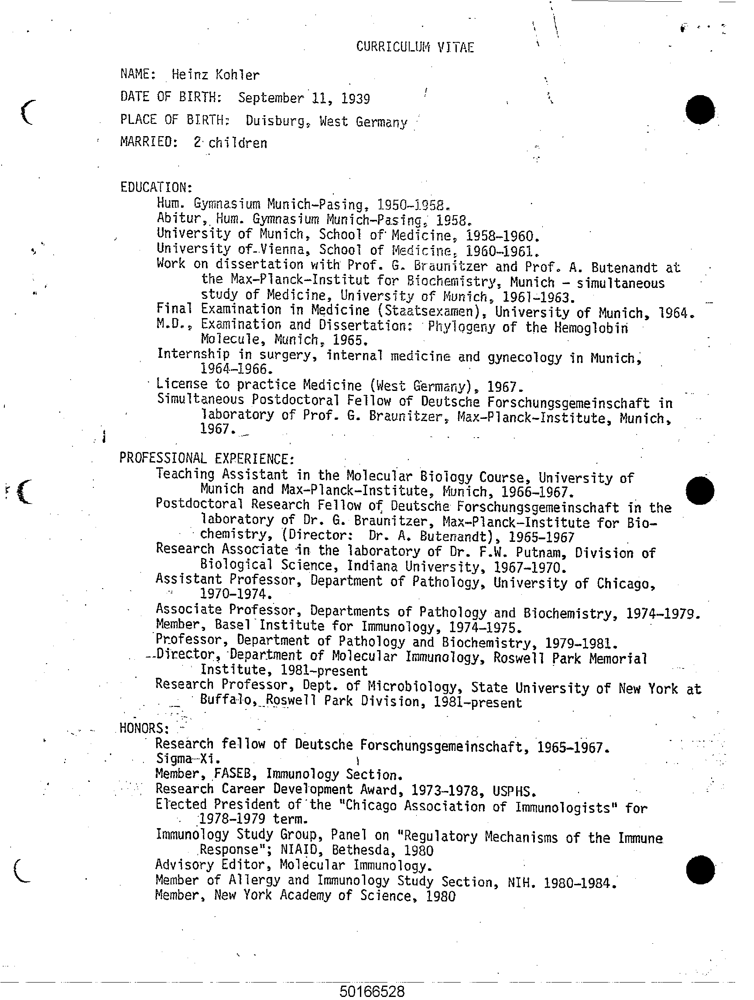 CURRICULUM VITAE
NAME: Heinz Kohler
DATE OF BIRTH: September 11, 1939
PLACE OF BIRTH: Duisburg, West Germany
MARRIED: 2 children
EDUCATION:
Hum. Gymnasium Munich-Pasing, 1950-1958.
Abitur, Hum. Gymnasium Munich-Pasing, 1958.
University of Munich, School of Medicine, 1958-1960.
University of Vienna, School of Medicine, 1960-1961.
Work on dissertation with Prof. G. Braunitzer and Prof. A. Butenandt at
the Max-Planck-Institut for Biochemistry, Munich - simultaneous
study of Medicine, University of Munich, 1961-1963.
Final Examination in Medicine (Staatsexamen), University of Munich, 1964.
M.D., Examination and Dissertation: Phylogeny of the Hemoglobin
Molecule, Munich, 1965.
Internship in surgery, internal medicine and gynecology in Munich,
1964-1966.
License to practice Medicine (West Germany), 1967.
Simultaneous Postdoctoral Fellow of Deutsche Forschungsgemeinschaft in
laboratory of Prof. G. Braunitzer, Max-Planck-Institute, Munich,
1967.
PROFESSIONAL EXPERIENCE:
Teaching Assistant in the Molecular Biology Course, University of
Munich and Max-Planck-Institute, Munich, 1966-1967.
Postdoctoral Research Fellow of Deutsche Forschungsgemeinschaft in the
laboratory of Dr. G. Braunitzer, Max-Planck-Institute for Bio-
chemistry, (Director: Dr. A. Butenandt), 1965-1967
Research Associate in the laboratory of Dr. F.W. Putnam, Division of
Biological Science, Indiana University, 1967-1970.
Assistant Professor, Department of Pathology, University of Chicago,
1970-1974.
Associate Professor, Departments of Pathology and Biochemistry, 1974-1979.
Member, Basel Institute for Immunology, 1974-1975.
Professor, Department of Pathology and Biochemistry, 1979-1981.
Director, Department of Molecular Immunology, Roswell Park Memorial
Institute, 1981-present
Research Professor, Dept. of Microbiology, State University of New York at
Buffalo, Roswell Park Division, 1981-present
HONORS:
Research fellow of Deutsche Forschungsgemeinschaft, 1965-1967.
Sigma Xi.
Member, FASEB, Immunology Section.
Research Career Development Award, 1973-1978, USPHS.
Elected President of the "Chicago Association of Immunologists" for
1978-1979 term.
Immunology Study Group, Panel on "Regulatory Mechanisms of the Immune
Response"; NIAID, Bethesda, 1980
Advisory Editor, Molecular Immunology.
Member of Allergy and Immunology Study Section, NIH. 1980-1984.
Member, New York Academy of Science, 1980
50166528